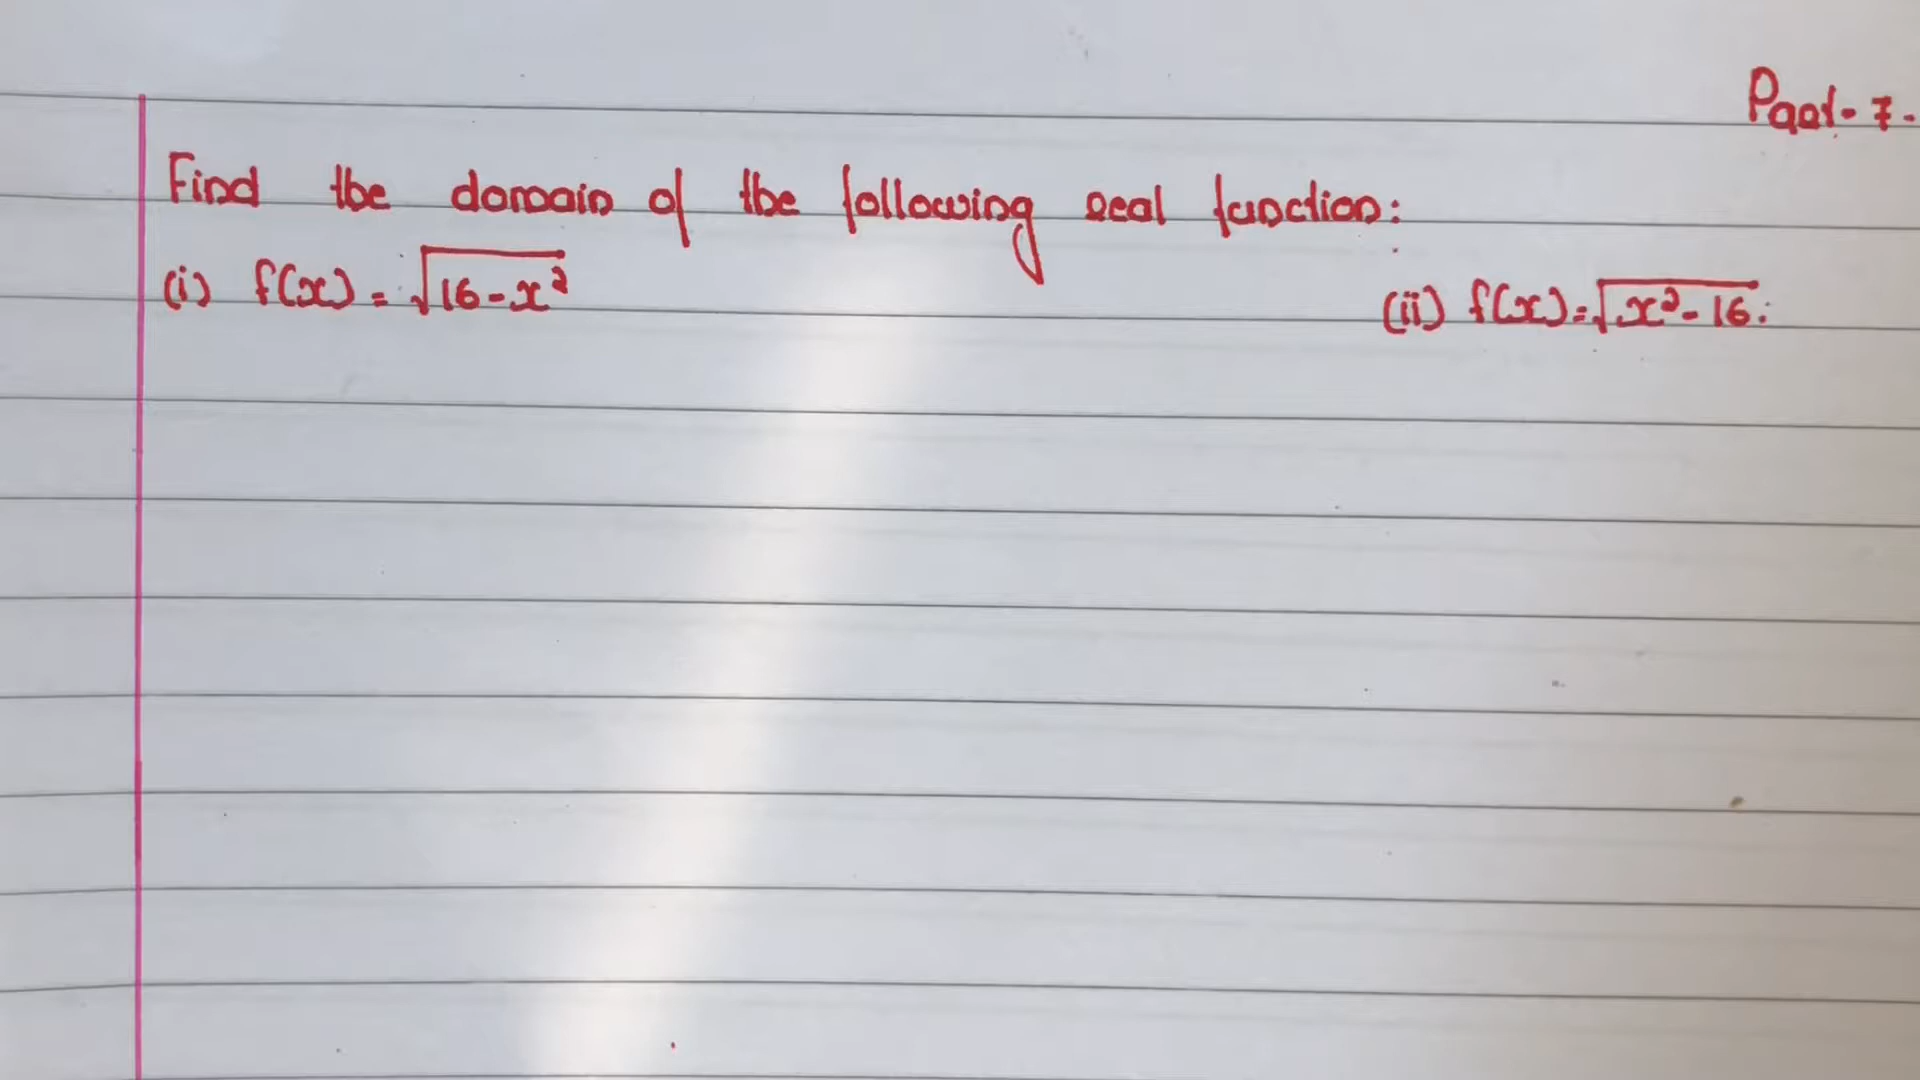 Part-7.
Find the domain of the following real function:
(i) f(x) = √16-x² (ii) f(x)=√x²-16.